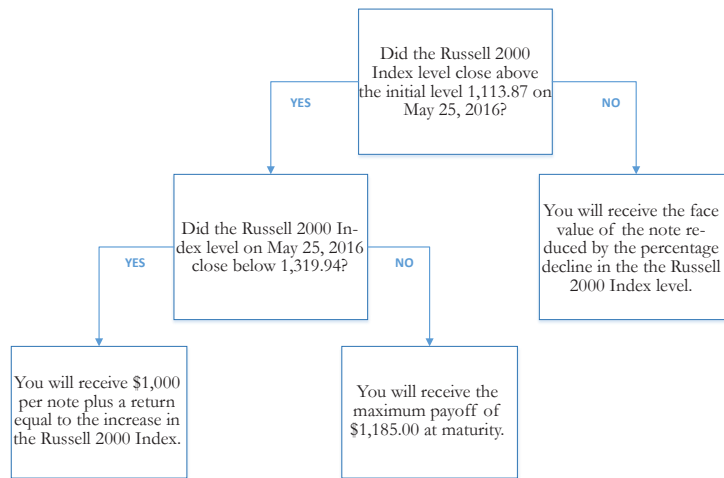 Did the Russell 2000
Index level close above
the initial level 1,113.87 on
May 25, 2016?
YES
NO
Did the Russell 2000 In-
dex level on May 25, 2016
close below 1,319.94?
You will receive the face
value of the note re-
duced by the percentage
decline in the the Russell
2000 Index level.
YES
NO
You will receive $1,000
per note plus a return
equal to the increase in
the Russell 2000 Index.
You will receive the
maximum payoff of
$1,185.00 at maturity.